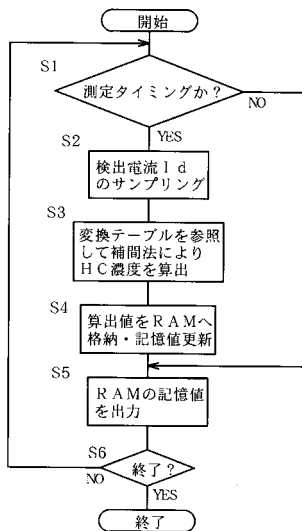 開始
S1
測定タイミングか?
NO
YES
S2
検出電流Id
のサンプリング
S3
変換テーブルを参照
して補間法により
HC濃度を算出
S4
算出値をRAMへ
格納・記憶値更新
S5
RAMの記憶値
を出力
S6
終了?
NO
YES
終了